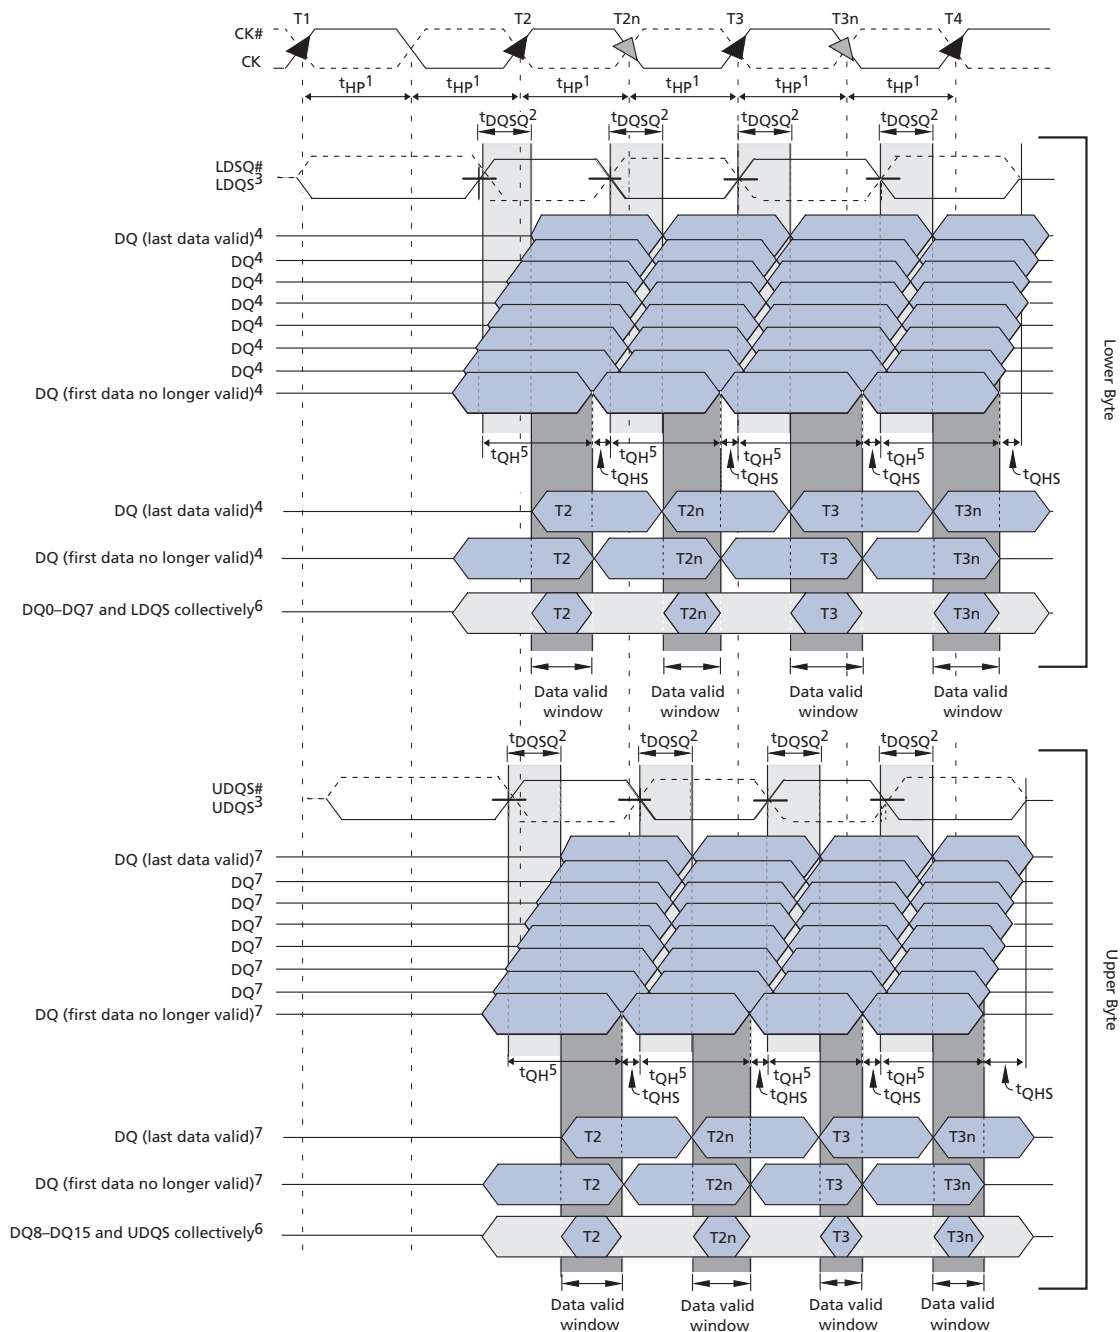 T1 T2 T2n T3 T3n T4
CK#
CK
tHP1 tHP1 tHP1 tHP1 tHP1 tHP1
tDQSQ2 tDQSQ2 tDQSQ2 tDQSQ2
LDSQ#
LDQS3
DQ (last data valid)4
DQ4
DQ4
DQ4
DQ4
DQ4
DQ4
DQ (first data no longer valid)4
tQH5 tQH5 tQH5
tQHS tQHS tQHS tQHS
DQ (last data valid)4 T2 T2n T3 T3n
DQ (first data no longer valid)4 T2 T2n T3 T3n
DQ0–DQ7 and LDQS collectively6 T2 T2n T3 T3n
Data valid window Data valid window Data valid window Data valid window
Lower Byte
tDQSQ2 tDQSQ2 tDQSQ2 tDQSQ2
UDQS#
UDQS3
DQ (last data valid)7
DQ7
DQ7
DQ7
DQ7
DQ7
DQ7
DQ (first data no longer valid)7
tQH5 tQH5 tQH5
tQHS tQHS tQHS tQHS
DQ (last data valid)7 T2 T2n T3 T3n
DQ (first data no longer valid)7 T2 T2n T3 T3n
DQ8–DQ15 and UDQS collectively6 T2 T2n T3 T3n
Data valid window Data valid window Data valid window Data valid window
Upper Byte